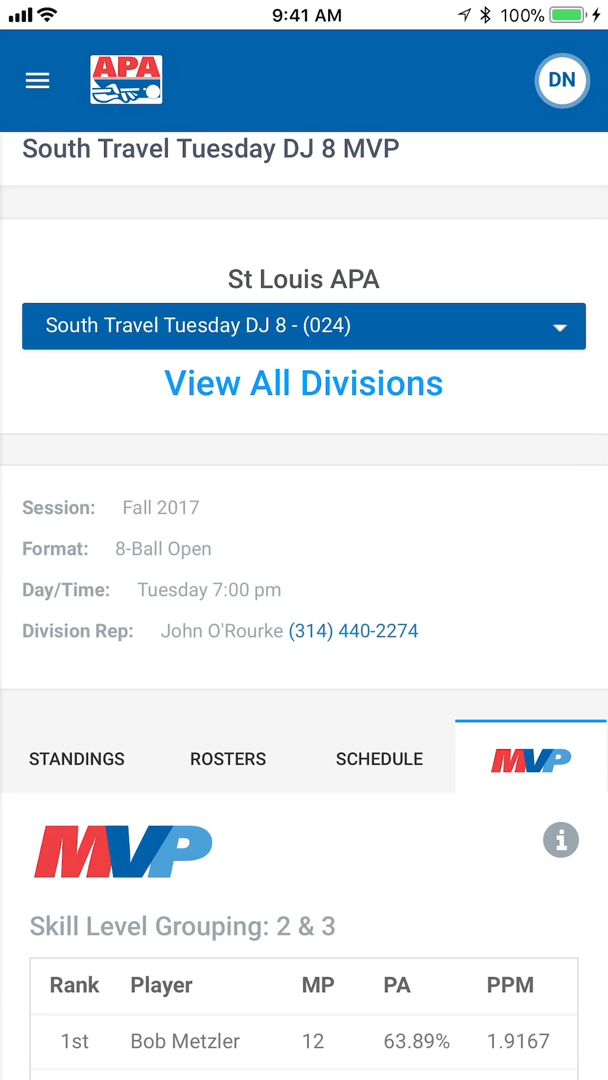 9:41 AM 100%
APA DN
South Travel Tuesday DJ 8 MVP
St Louis APA
South Travel Tuesday DJ 8 - (024)
View All Divisions
Session: Fall 2017
Format: 8-Ball Open
Day/Time: Tuesday 7:00 pm
Division Rep: John O'Rourke (314) 440-2274
STANDINGS ROSTERS SCHEDULE MVP
MVP
Skill Level Grouping: 2 & 3
Rank Player MP PA PPM
1st Bob Metzler 12 63.89% 1.9167